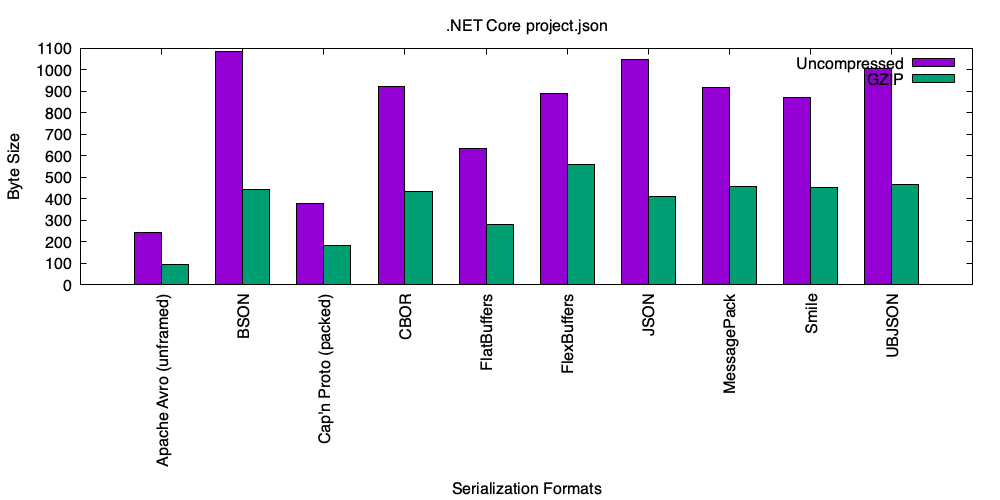 .NET Core project.json
1100
1000
900
800
700
600
500
400
300
200
100
0
Byte Size
Uncompressed
GZIP
Apache Avro (unframed)
BSON
Cap'n Proto (packed)
CBOR
FlatBuffers
FlexBuffers
JSON
MessagePack
Smile
UBJSON
Serialization Formats